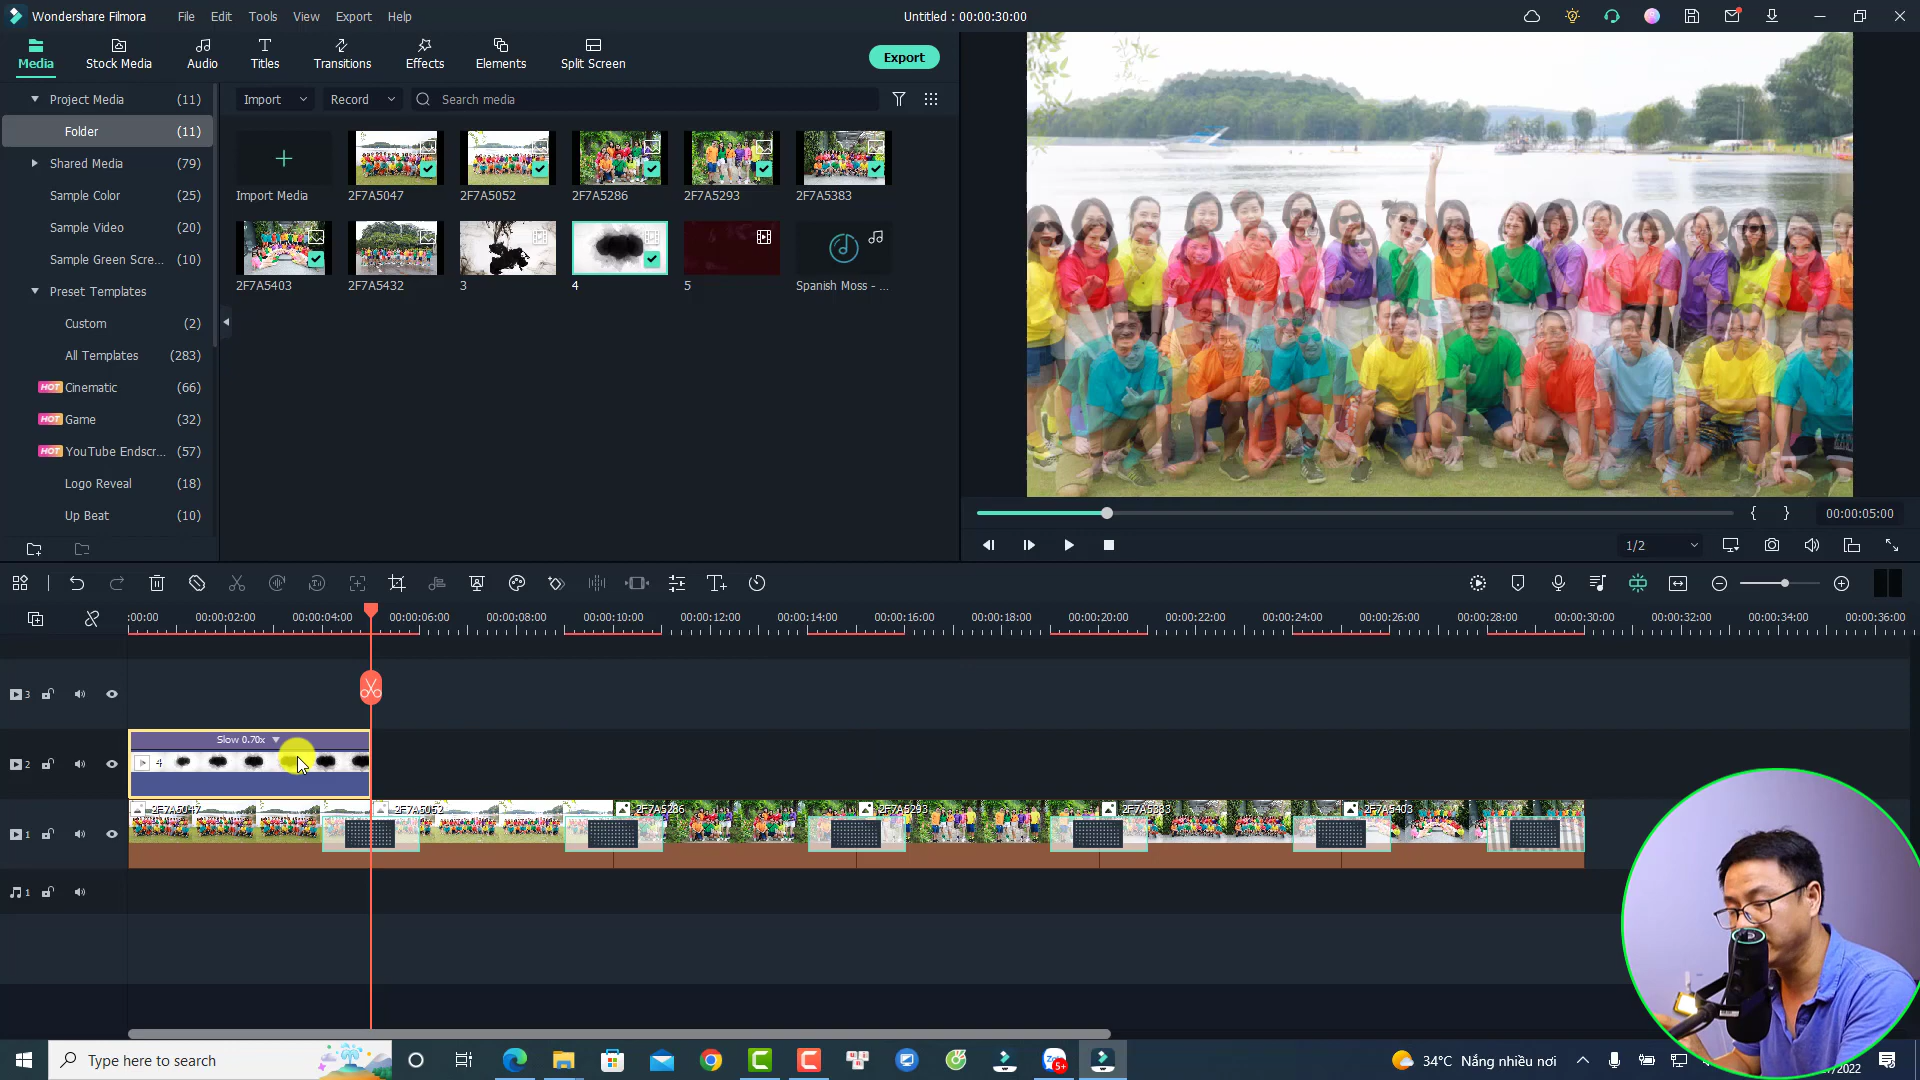 Wondershare Filmora
File
Edit
Tools
View
Export
Help
Untitled : 00:00:30:00
Media
Stock Media
Audio
Titles
Transitions
Effects
Elements
Split Screen
Export
Project Media (11)
Folder (11)
Shared Media (79)
Sample Color (25)
Sample Video (20)
Sample Green Scre... (10)
Preset Templates
Custom (2)
All Templates (283)
HOT Cinematic (66)
HOT Game (32)
HOT YouTube Endscr... (57)
Logo Reveal (18)
Up Beat (10)
Import
Record
Search media
Import Media
2F7A5047
2F7A5052
2F7A5286
2F7A5293
2F7A5383
2F7A5403
2F7A5432
3
4
5
Spanish Moss - ...
00:00:05:00
1/2
:00:00
00:00:02:00
00:00:04:00
00:00:06:00
00:00:08:00
00:00:10:00
00:00:12:00
00:00:14:00
00:00:16:00
00:00:18:00
00:00:20:00
00:00:22:00
00:00:24:00
00:00:26:00
00:00:28:00
00:00:30:00
00:00:32:00
00:00:34:00
00:00:36:00
3
Slow 0.70x
2
4
2F7A5047
2F7A5052
2F7A5286
2F7A5293
2F7A5383
2F7A5403
1
1
Type here to search
Zalo
5+
34°C Nắng nhiều nơi
/2022